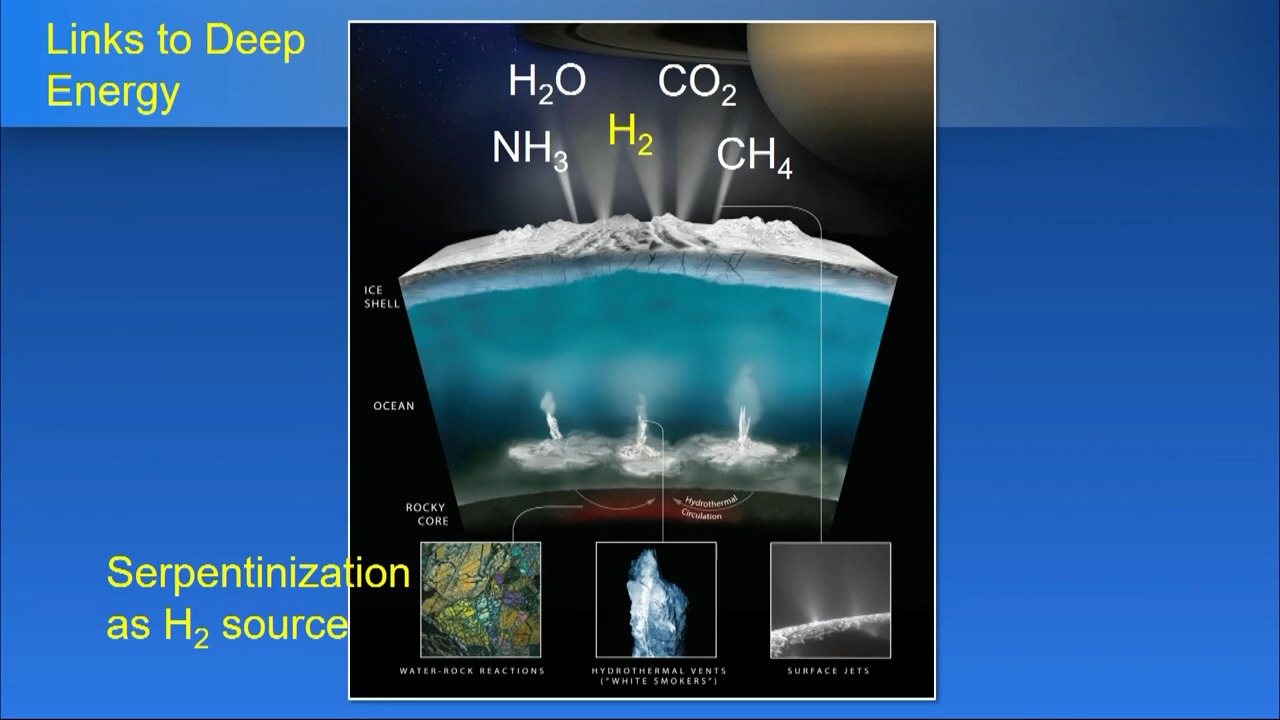 Links to Deep
Energy
H₂O CO₂
NH₃ H₂ CH₄
ICE
SHELL
OCEAN
ROCKY
CORE
Hydrothermal
Circulation
Serpentinization
as H₂ source
WATER-ROCK REACTIONS
HYDROTHERMAL VENTS
("WHITE SMOKERS")
SURFACE JETS